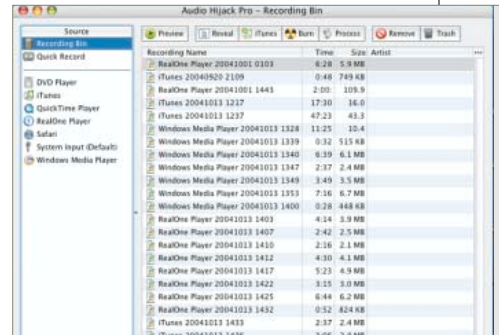 Audio Hijack Pro – Recording Bin
Source
Preview Reveal iTunes Burn Process Remove Trash
Recording Bin
Quick Record
DVD Player
iTunes
QuickTime Player
RealOne Player
Safari
System Input (Default)
Windows Media Player
Recording Name Time Size Artist
RealOne Player 20041001 0103 6:28 5.9 MB
iTunes 20040920 2109 0:48 749 KB
RealOne Player 20041001 1443 2:00: 109.9
iTunes 20041013 1217 17:30 16.0
iTunes 20041013 1237 47:23 43.3
Windows Media Player 20041013 1328 11:25 10.4
Windows Media Player 20041013 1339 0:32 515 KB
Windows Media Player 20041013 1340 6:39 6.1 MB
Windows Media Player 20041013 1347 2:37 2.4 MB
Windows Media Player 20041013 1349 3:49 3.5 MB
Windows Media Player 20041013 1353 7:16 6.7 MB
Windows Media Player 20041013 1400 0:28 448 KB
RealOne Player 20041013 1403 4:14 3.9 MB
RealOne Player 20041013 1407 2:42 2.5 MB
RealOne Player 20041013 1410 2:16 2.1 MB
RealOne Player 20041013 1412 4:30 4.1 MB
RealOne Player 20041013 1417 5:23 4.9 MB
RealOne Player 20041013 1422 3:15 3.0 MB
RealOne Player 20041013 1425 6:44 6.2 MB
RealOne Player 20041013 1432 0:52 824 KB
iTunes 20041013 1433 2:37 2.4 MB